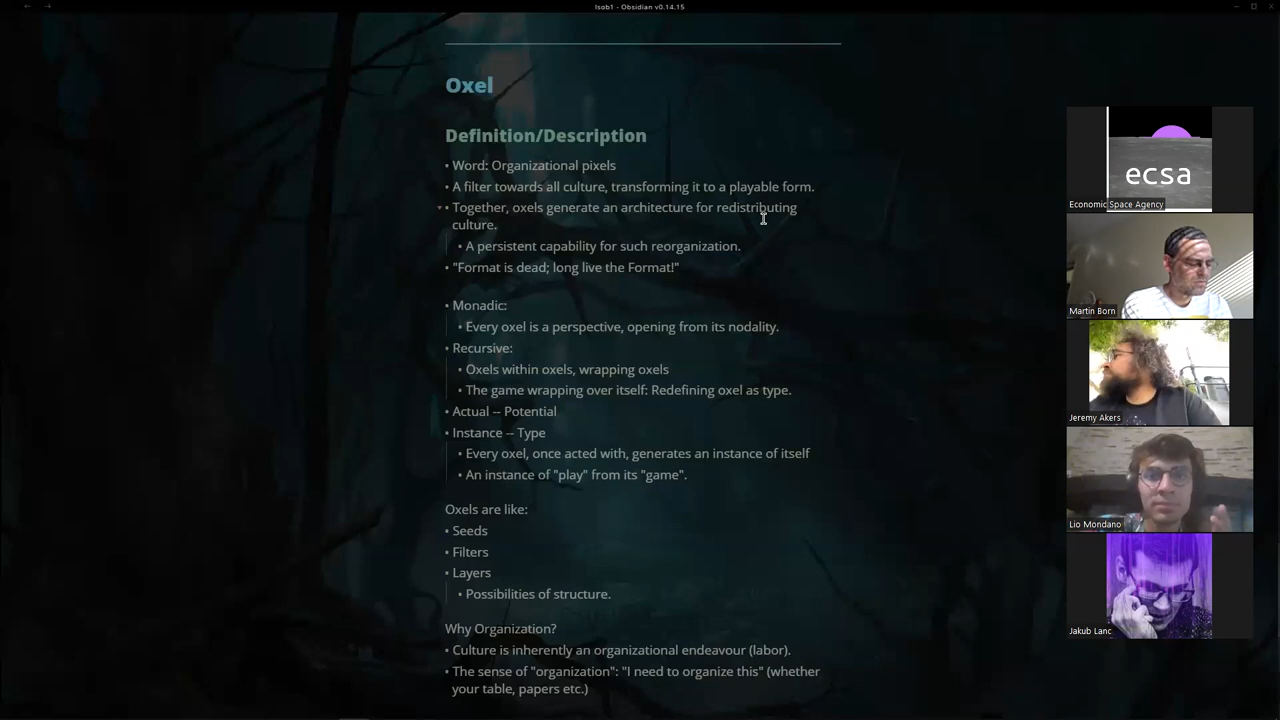 lsob1 - Obsidian v0.14.15
Oxel
Definition/Description
• Word: Organizational pixels
• A filter towards all culture, transforming it to a playable form.
• Together, oxels generate an architecture for redistributing
culture.
• A persistent capability for such reorganization.
• "Format is dead; long live the Format!"
• Monadic:
• Every oxel is a perspective, opening from its nodality.
• Recursive:
• Oxels within oxels, wrapping oxels
• The game wrapping over itself: Redefining oxel as type.
• Actual -- Potential
• Instance -- Type
• Every oxel, once acted with, generates an instance of itself
• An instance of "play" from its "game".
Oxels are like:
• Seeds
• Filters
• Layers
• Possibilities of structure.
Why Organization?
• Culture is inherently an organizational endeavour (labor).
• The sense of "organization": "I need to organize this" (whether
your table, papers etc.)
ecsa
Economic Space Agency
Martin Born
Jeremy Akers
Lio Mondano
Jakub Lanc